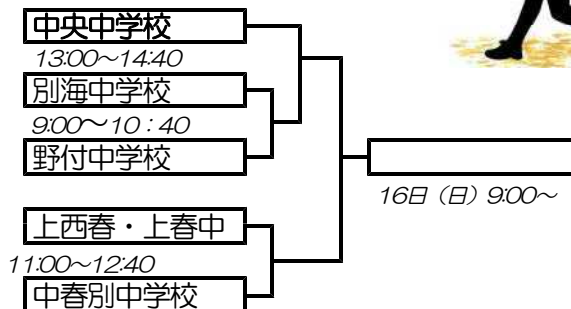 中央中学校
13:00～14:40
別海中学校
9:00～10：40
野付中学校
16日（日）9:00～
上西春・上春中
11:00～12:40
中春別中学校